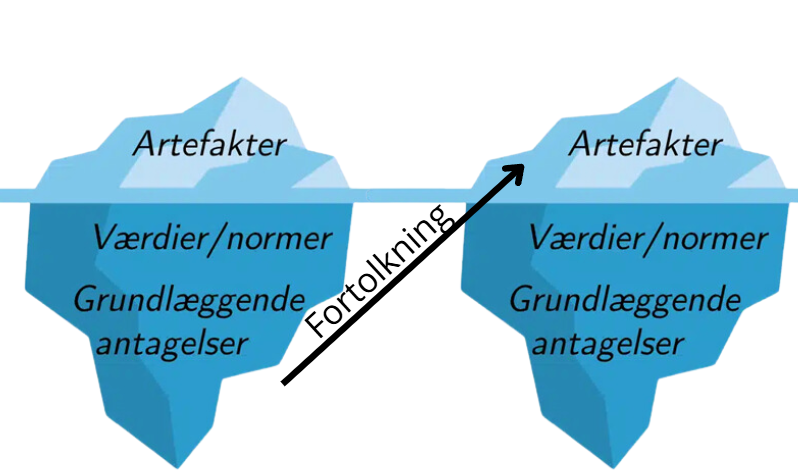 Artefakter
Værdier/normer
Grundlæggende
antagelser
Fortolkning
Artefakter
Værdier/normer
Grundlæggende
antagelser